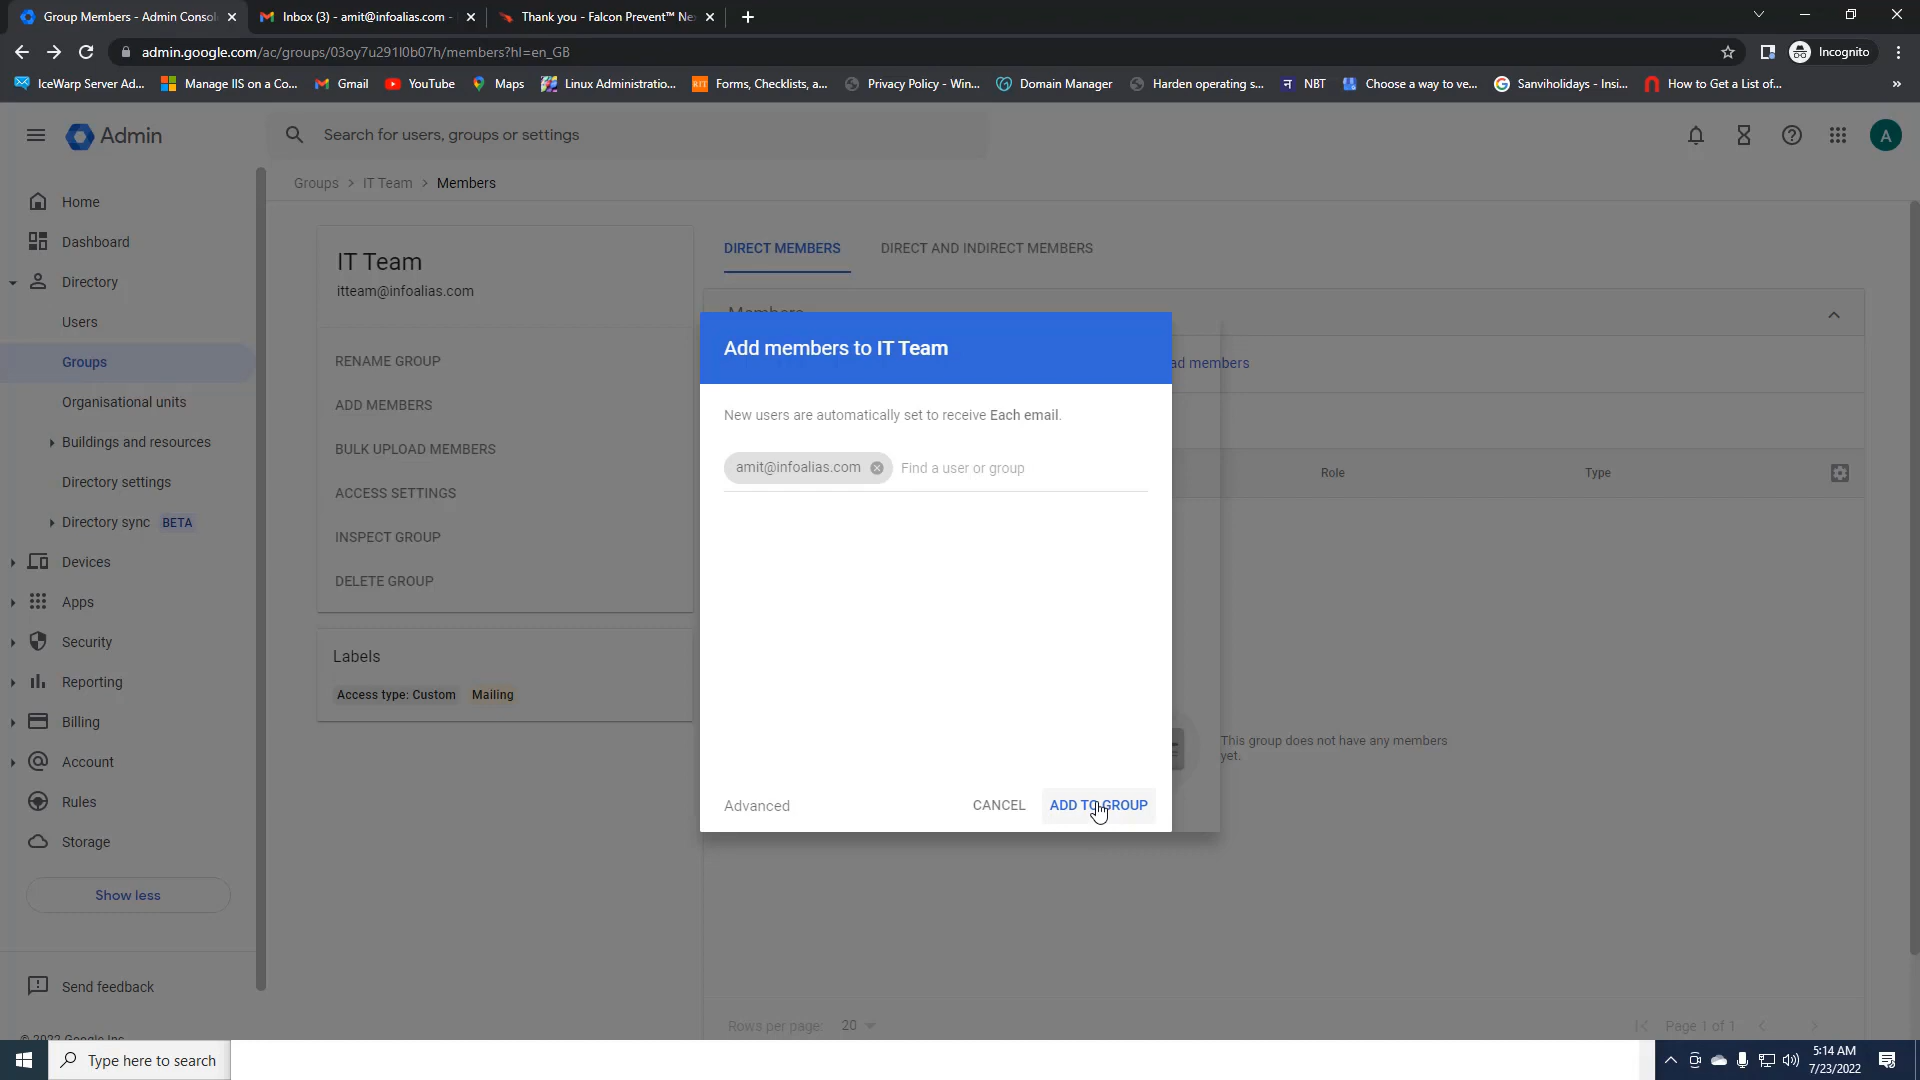 Group Members - Admin Consol
Inbox (3) - amit@infoalias.com -
Thank you - Falcon Prevent™ Ne
admin.google.com/ac/groups/03oy7u291l0b07h/members?hl=en_GB
Incognito
IceWarp Server Ad...
Manage IIS on a Co...
Gmail
YouTube
Maps
Linux Administratio...
Forms, Checklists, a...
Privacy Policy - Win...
Domain Manager
Harden operating s...
NBT
Choose a way to ve...
Sanviholidays - Insi...
How to Get a List of...
»
Admin
Search for users, groups or settings
A
Groups > IT Team > Members
Home
Dashboard
Directory
Users
Groups
Organisational units
Buildings and resources
Directory settings
Directory sync BETA
Devices
Apps
Security
Reporting
Billing
Account
Rules
Storage
Show less
Send feedback
© 2022 Google Inc.
IT Team
itteam@infoalias.com
RENAME GROUP
ADD MEMBERS
BULK UPLOAD MEMBERS
ACCESS SETTINGS
INSPECT GROUP
DELETE GROUP
Labels
Access type: Custom Mailing
DIRECT MEMBERS DIRECT AND INDIRECT MEMBERS
Members
ad members
Role Type
This group does not have any members
yet.
Rows per page: 20
Page 1 of 1
Add members to IT Team
New users are automatically set to receive Each email.
amit@infoalias.com Find a user or group
Advanced CANCEL ADD TO GROUP
Type here to search
5:14 AM
7/23/2022